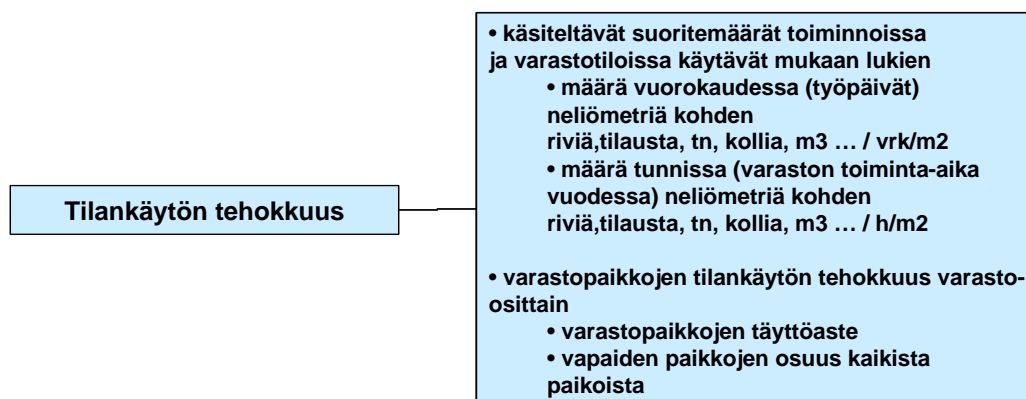 Tilankäytön tehokkuus
• käsiteltävät suoritemäärät toiminnoissa
ja varastotiloissa käytävät mukaan lukien
• määrä vuorokaudessa (työpäivät)
neliömetriä kohden
riviä,tilausta, tn, kollia, m3 … / vrk/m2
• määrä tunnissa (varaston toiminta-aika
vuodessa) neliömetriä kohden
riviä,tilausta, tn, kollia, m3 … / h/m2
• varastopaikkojen tilankäytön tehokkuus varasto-
osittain
• varastopaikkojen täyttöaste
• vapaiden paikkojen osuus kaikista
paikoista